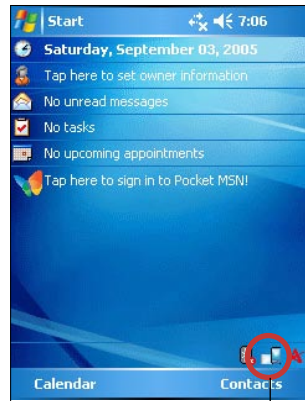 Start 7:06
Saturday, September 03, 2005
Tap here to set owner information
No unread messages
No tasks
No upcoming appointments
Tap here to sign in to Pocket MSN!
A
Calendar Contacts